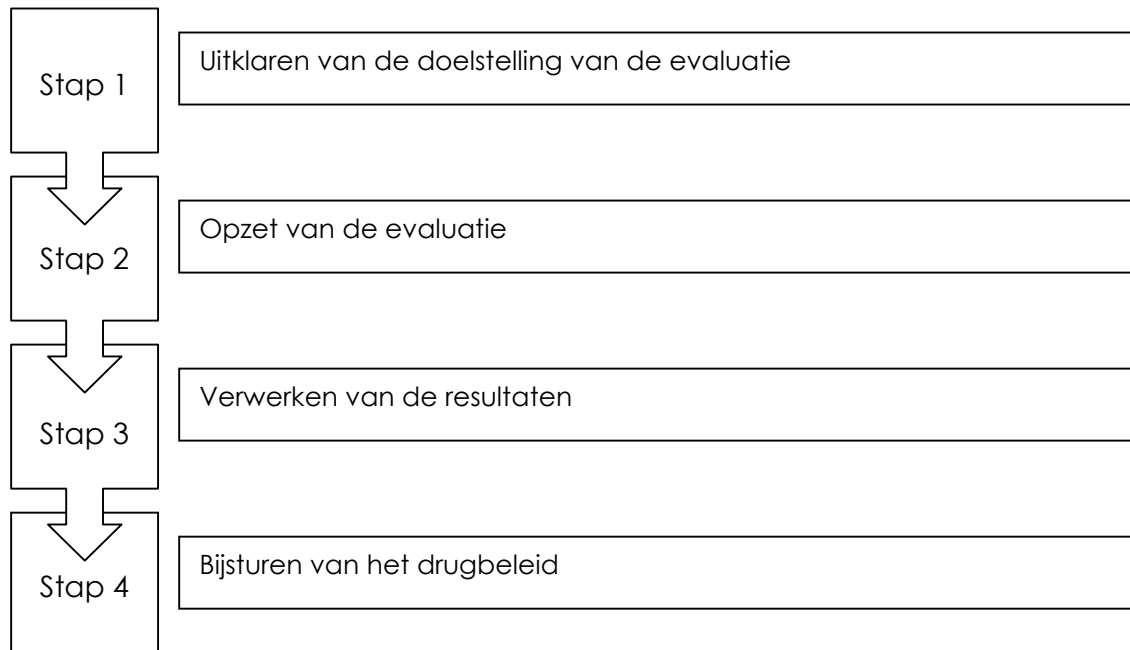 Stap 1
Uitklaren van de doelstelling van de evaluatie
Stap 2
Opzet van de evaluatie
Stap 3
Verwerken van de resultaten
Stap 4
Bijsturen van het drugbeleid